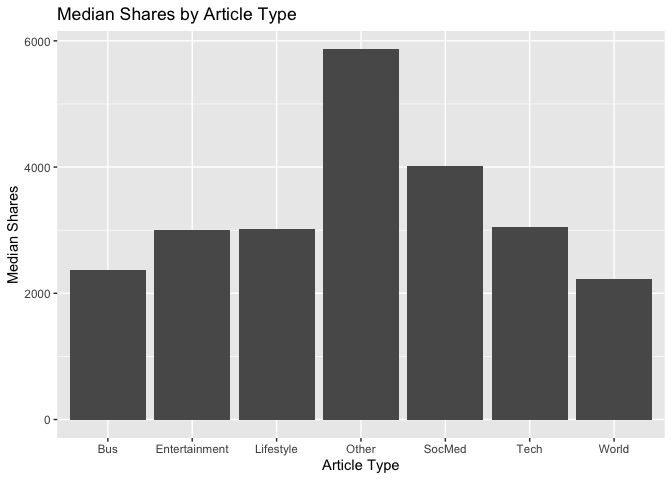 Median Shares by Article Type
Median Shares
6000
4000
2000
0
Bus Entertainment Lifestyle Other SocMed Tech World
Article Type